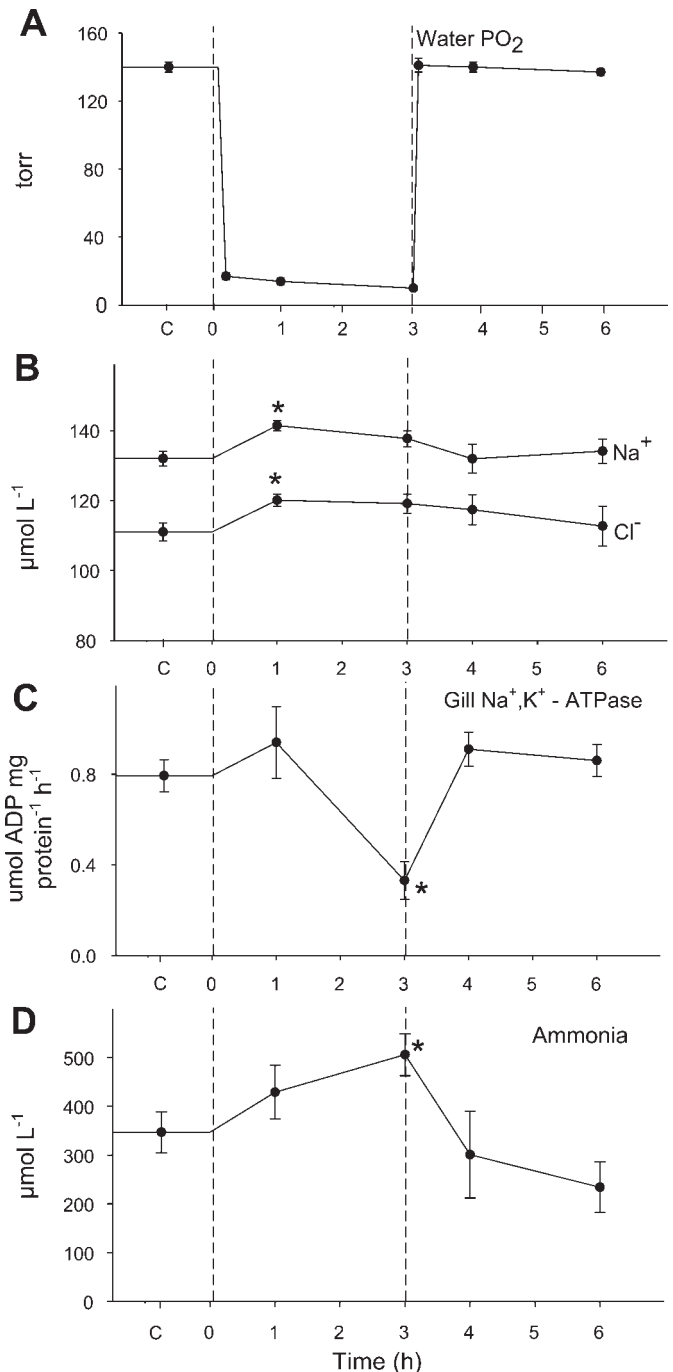 A
Water PO2
160
120
80
40
0
torr
C 0 1 2 3 4 5 6
B
*
*
140
120
100
80
Na+
Cl-
µmol L-1
C 0 1 2 3 4 5 6
C
Gill Na+,K+ - ATPase
0.8
0.4
0.0
*
umol ADP mg
protein-1 h-1
C 0 1 2 3 4 5 6
D
Ammonia
*
500
400
300
200
100
0
µmol L-1
C 0 1 2 3 4 5 6
Time (h)